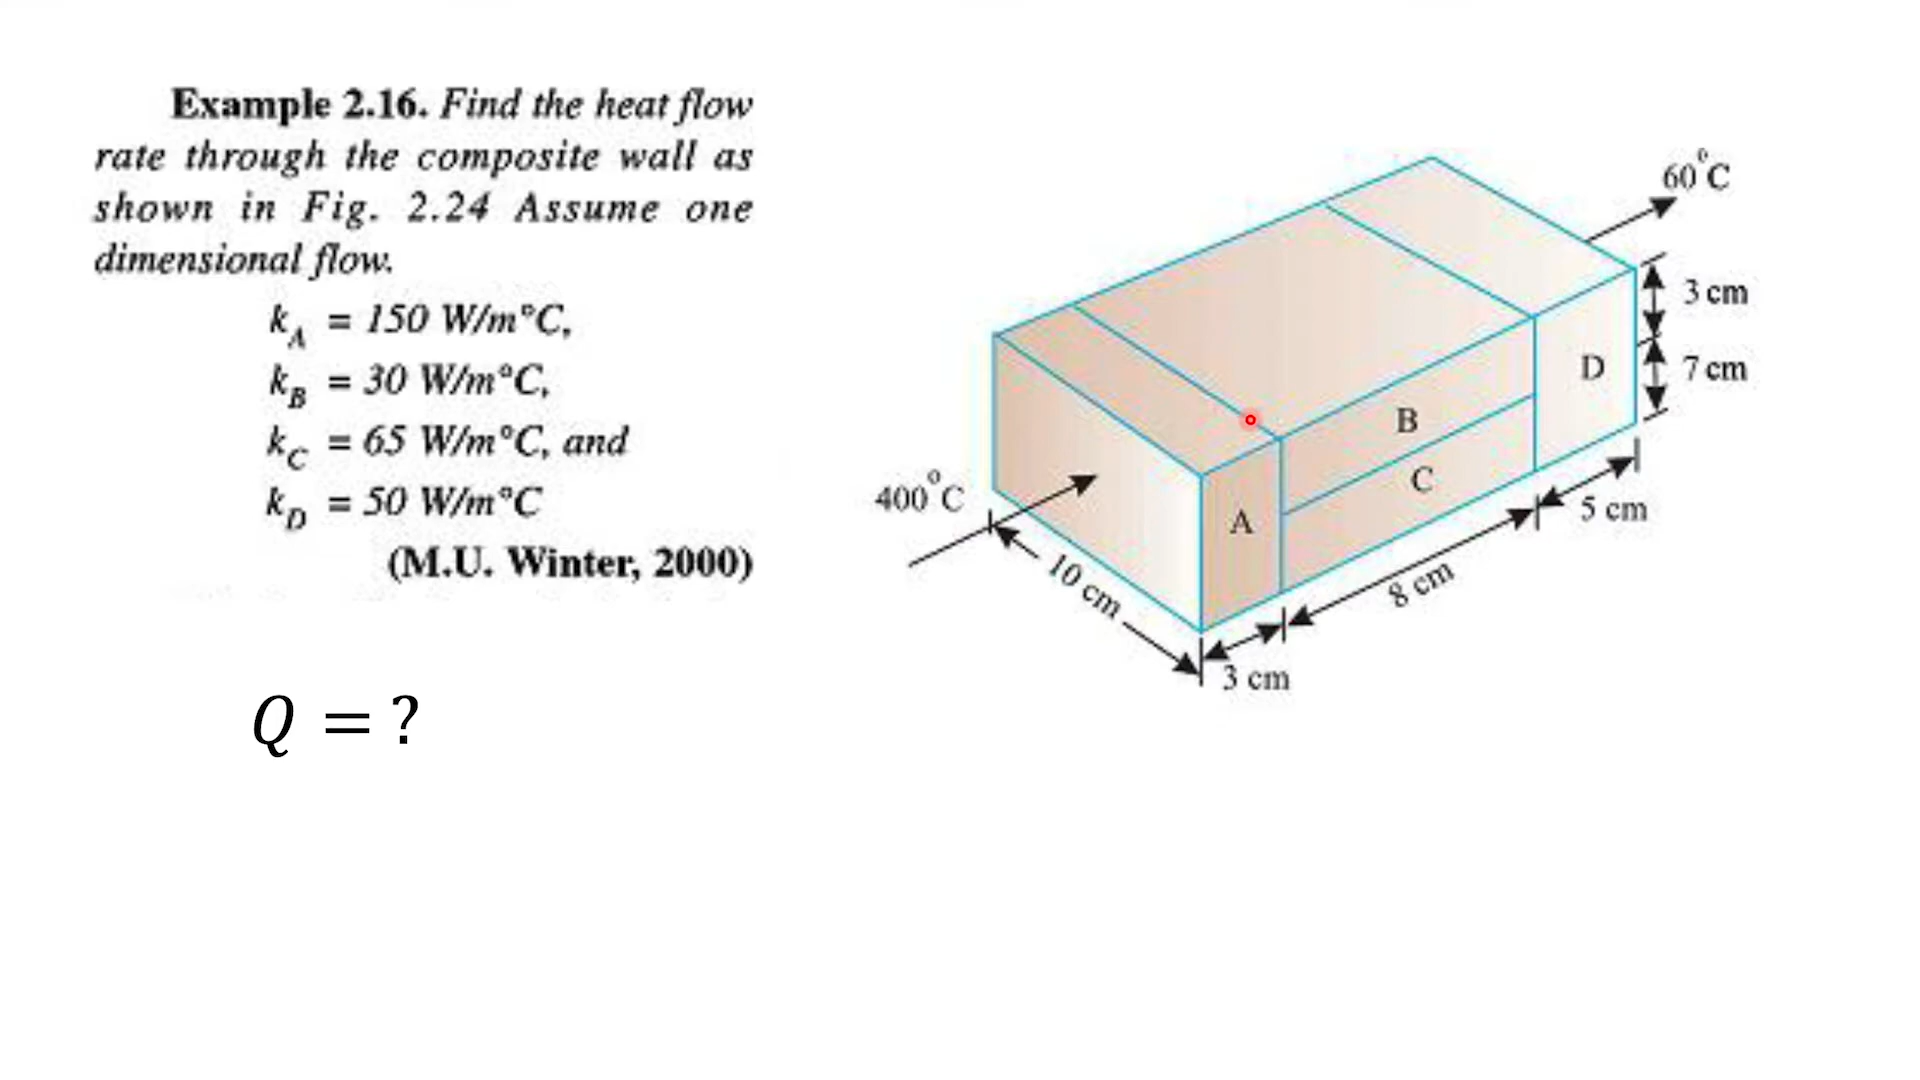 Example 2.16. Find the heat flow
rate through the composite wall as
shown in Fig. 2.24 Assume one
dimensional flow.
k_A = 150 W/m°C,
k_B = 30 W/m°C,
k_C = 65 W/m°C, and
k_D = 50 W/m°C
(M.U. Winter, 2000)
Q = ?
60°C
3 cm
7 cm
D
B
C
A
400°C
10 cm
3 cm
8 cm
5 cm